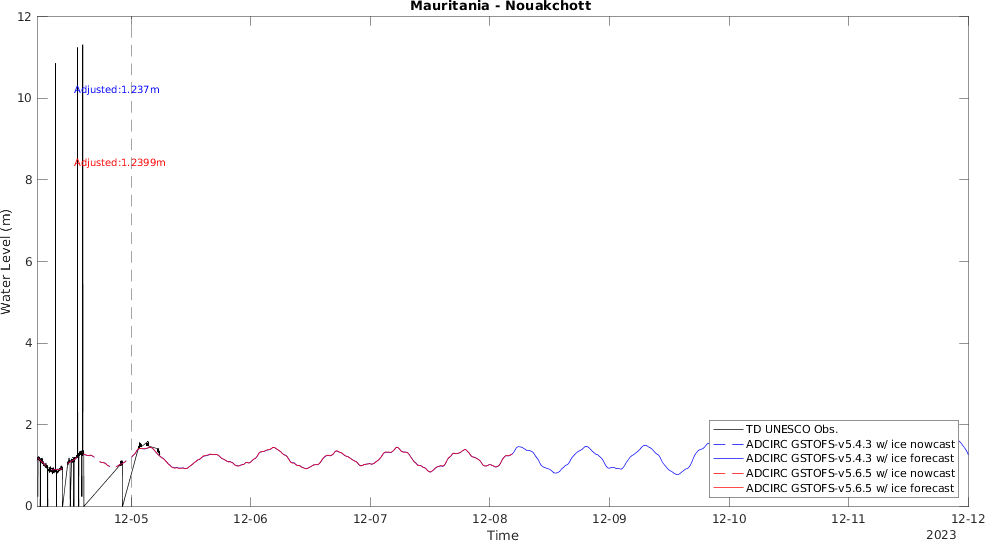 Mauritania - Nouakchott
12
10
8
6
4
2
0
Water Level (m)
Adjusted:1.237m
Adjusted:1.2399m
TD UNESCO Obs.
ADCIRC GSTOFS-v5.4.3 w/ ice nowcast
ADCIRC GSTOFS-v5.4.3 w/ ice forecast
ADCIRC GSTOFS-v5.6.5 w/ ice nowcast
ADCIRC GSTOFS-v5.6.5 w/ ice forecast
12-05 12-06 12-07 12-08 12-09 12-10 12-11 12-12
Time
2023